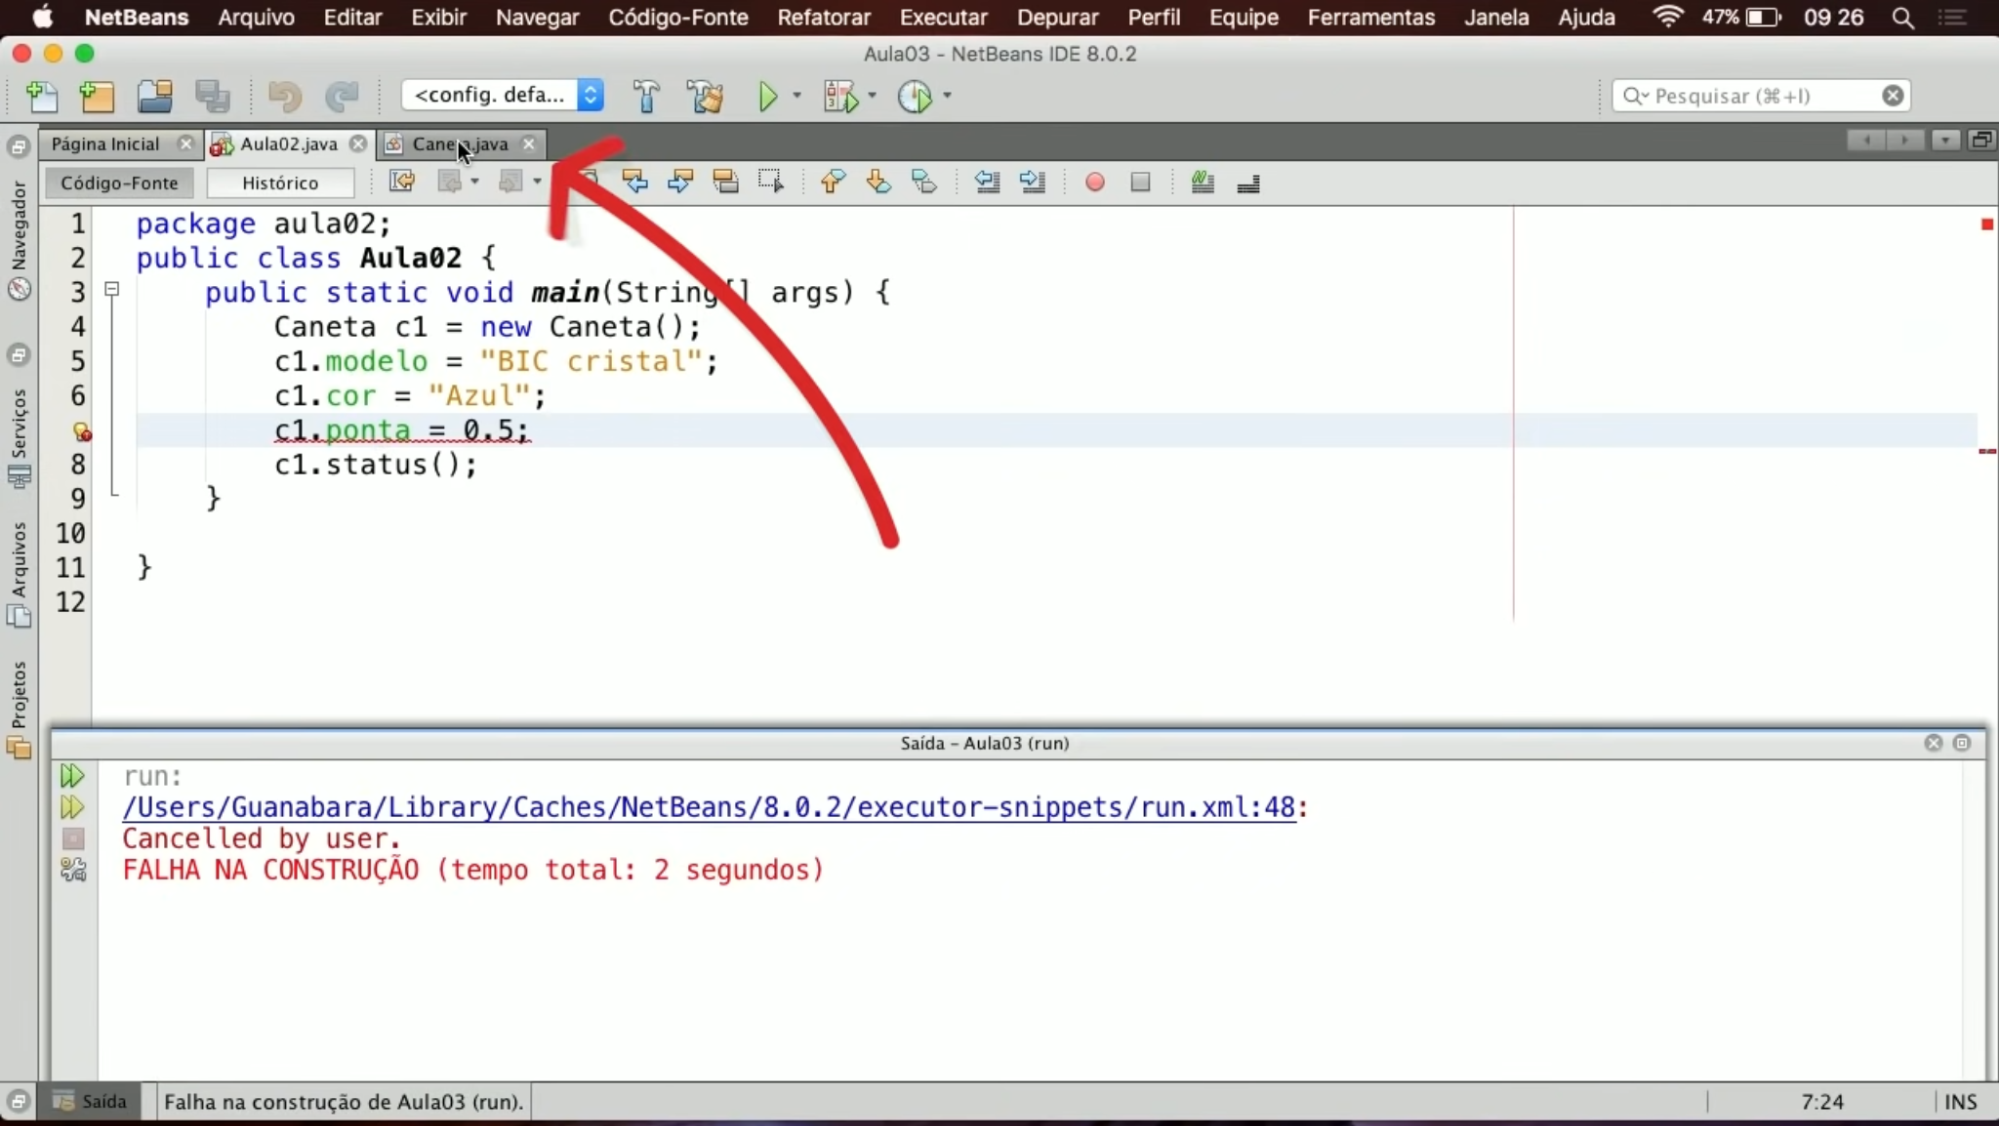 NetBeans Arquivo Editar Exibir Navegar Código-Fonte Refatorar Executar Depurar Perfil Equipe Ferramentas Janela Ajuda 47% 09 26
Aula03 - NetBeans IDE 8.0.2
<config. defa... Pesquisar (⌘+I)
Página Inicial Aula02.java .java
Código-Fonte Histórico
Navegador
Serviços
Arquivos
Projetos
1 package aula02;
2 public class Aula02 {
3 public static void main(String[] args) {
4 Caneta c1 = new Caneta();
5 c1.modelo = "BIC cristal";
6 c1.cor = "Azul";
c1.ponta = 0.5;
8 c1.status();
9 }
10
11 }
12
Saída - Aula03 (run)
run:
/Users/Guanabara/Library/Caches/NetBeans/8.0.2/executor-snippets/run.xml:48:
Cancelled by user.
FALHA NA CONSTRUÇÃO (tempo total: 2 segundos)
Saída Falha na construção de Aula03 (run). 7:24 INS